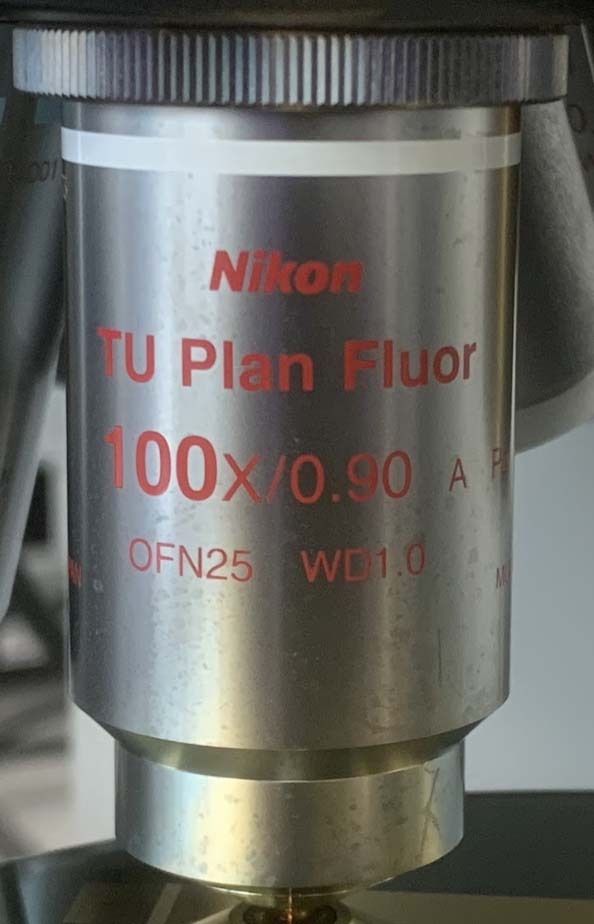 Nikon
TU Plan Fluor
100x/0.90 A
OFN25 WD1.0